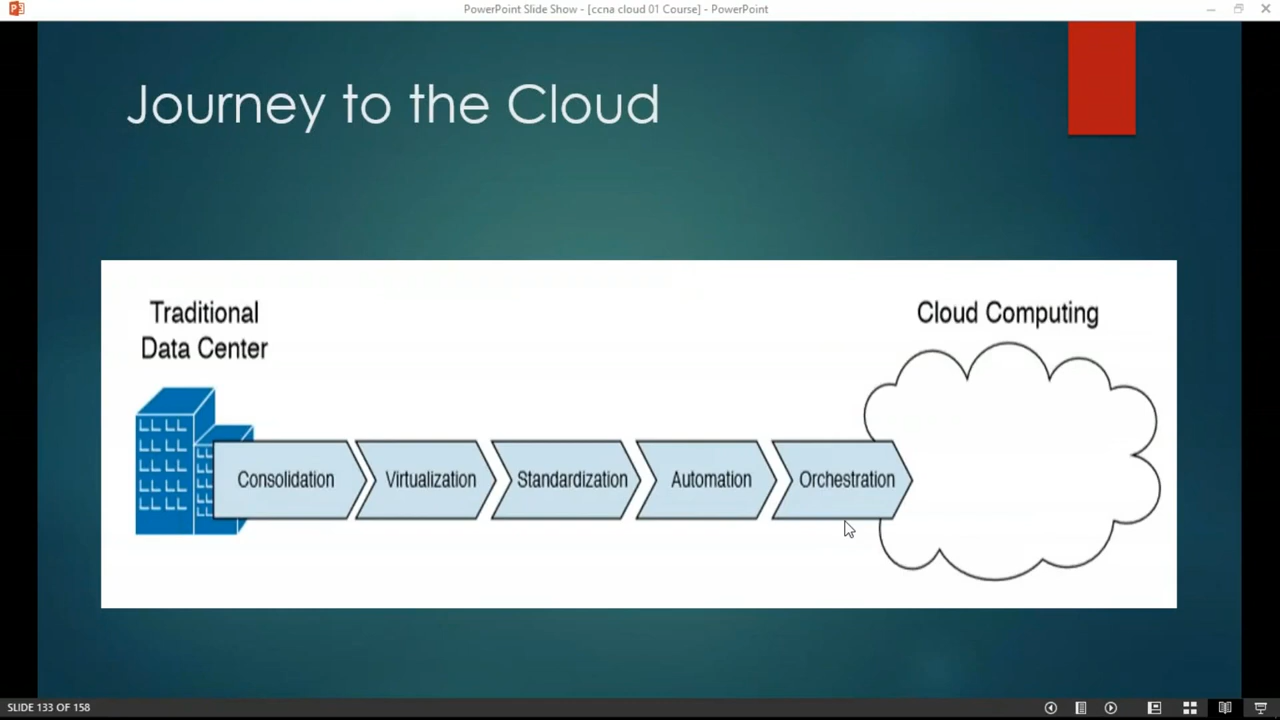 PowerPoint Slide Show - [ccna cloud 01 Course] - PowerPoint
Journey to the Cloud
Traditional
Data Center
Cloud Computing
Consolidation
Virtualization
Standardization
Automation
Orchestration
SLIDE 133 OF 158